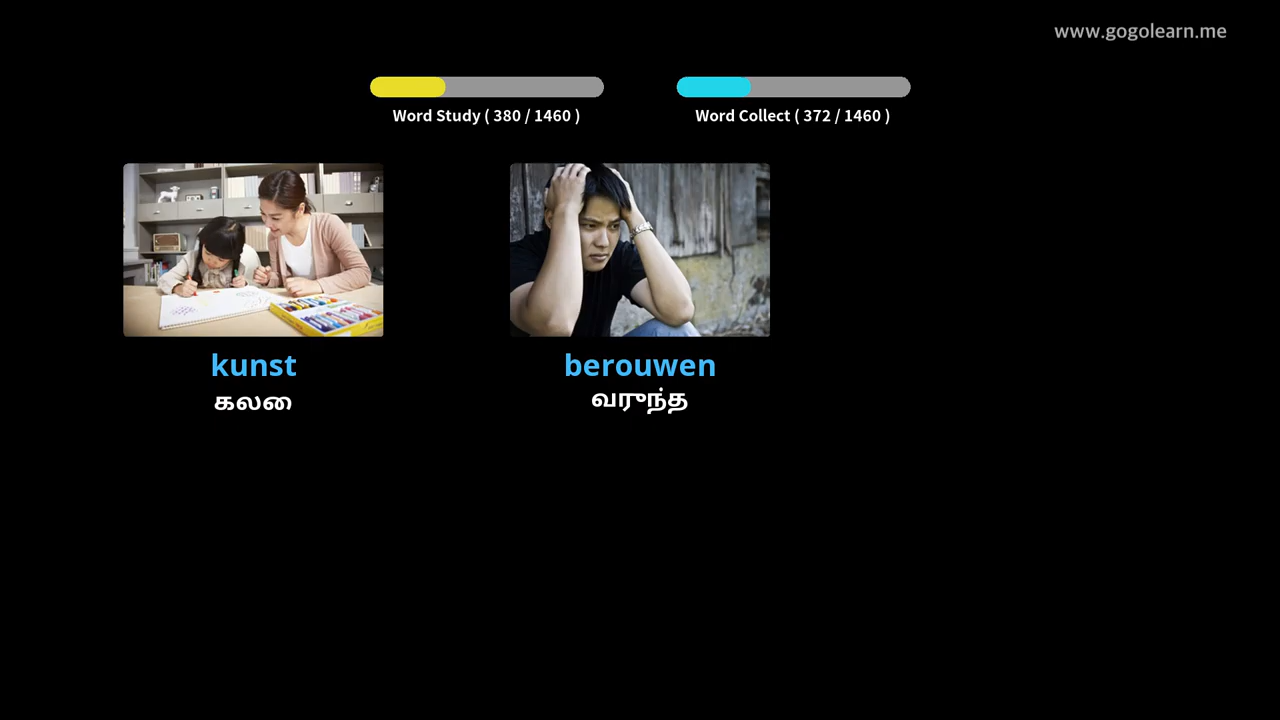 www.gogolearn.me
Word Study ( 380 / 1460 )
Word Collect ( 372 / 1460 )
kunst
கலை
berouwen
வருந்த